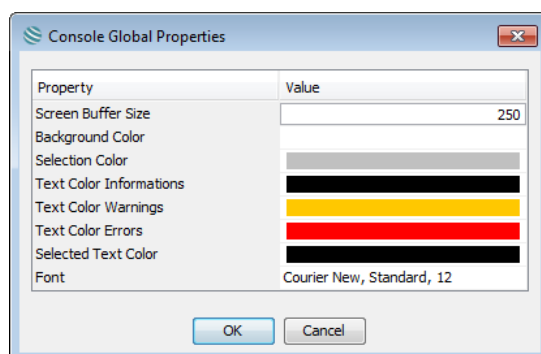 Console Global Properties
Property Value
Screen Buffer Size 250
Background Color
Selection Color
Text Color Informations
Text Color Warnings
Text Color Errors
Selected Text Color
Font Courier New, Standard, 12
OK Cancel